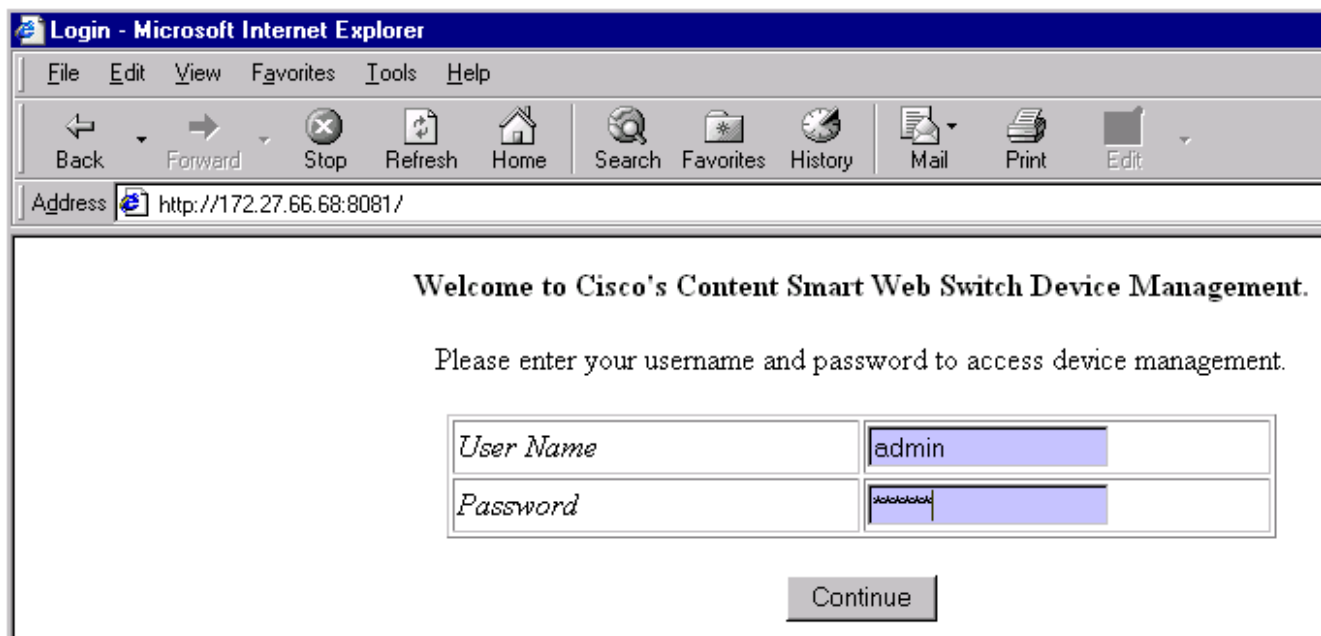 Login - Microsoft Internet Explorer
File Edit View Favorites Tools Help
Back Forward Stop Refresh Home Search Favorites History Mail Print Edit
Address http://172.27.66.68:8081/
Welcome to Cisco's Content Smart Web Switch Device Management.
Please enter your username and password to access device management.
User Name admin
Password *******
Continue